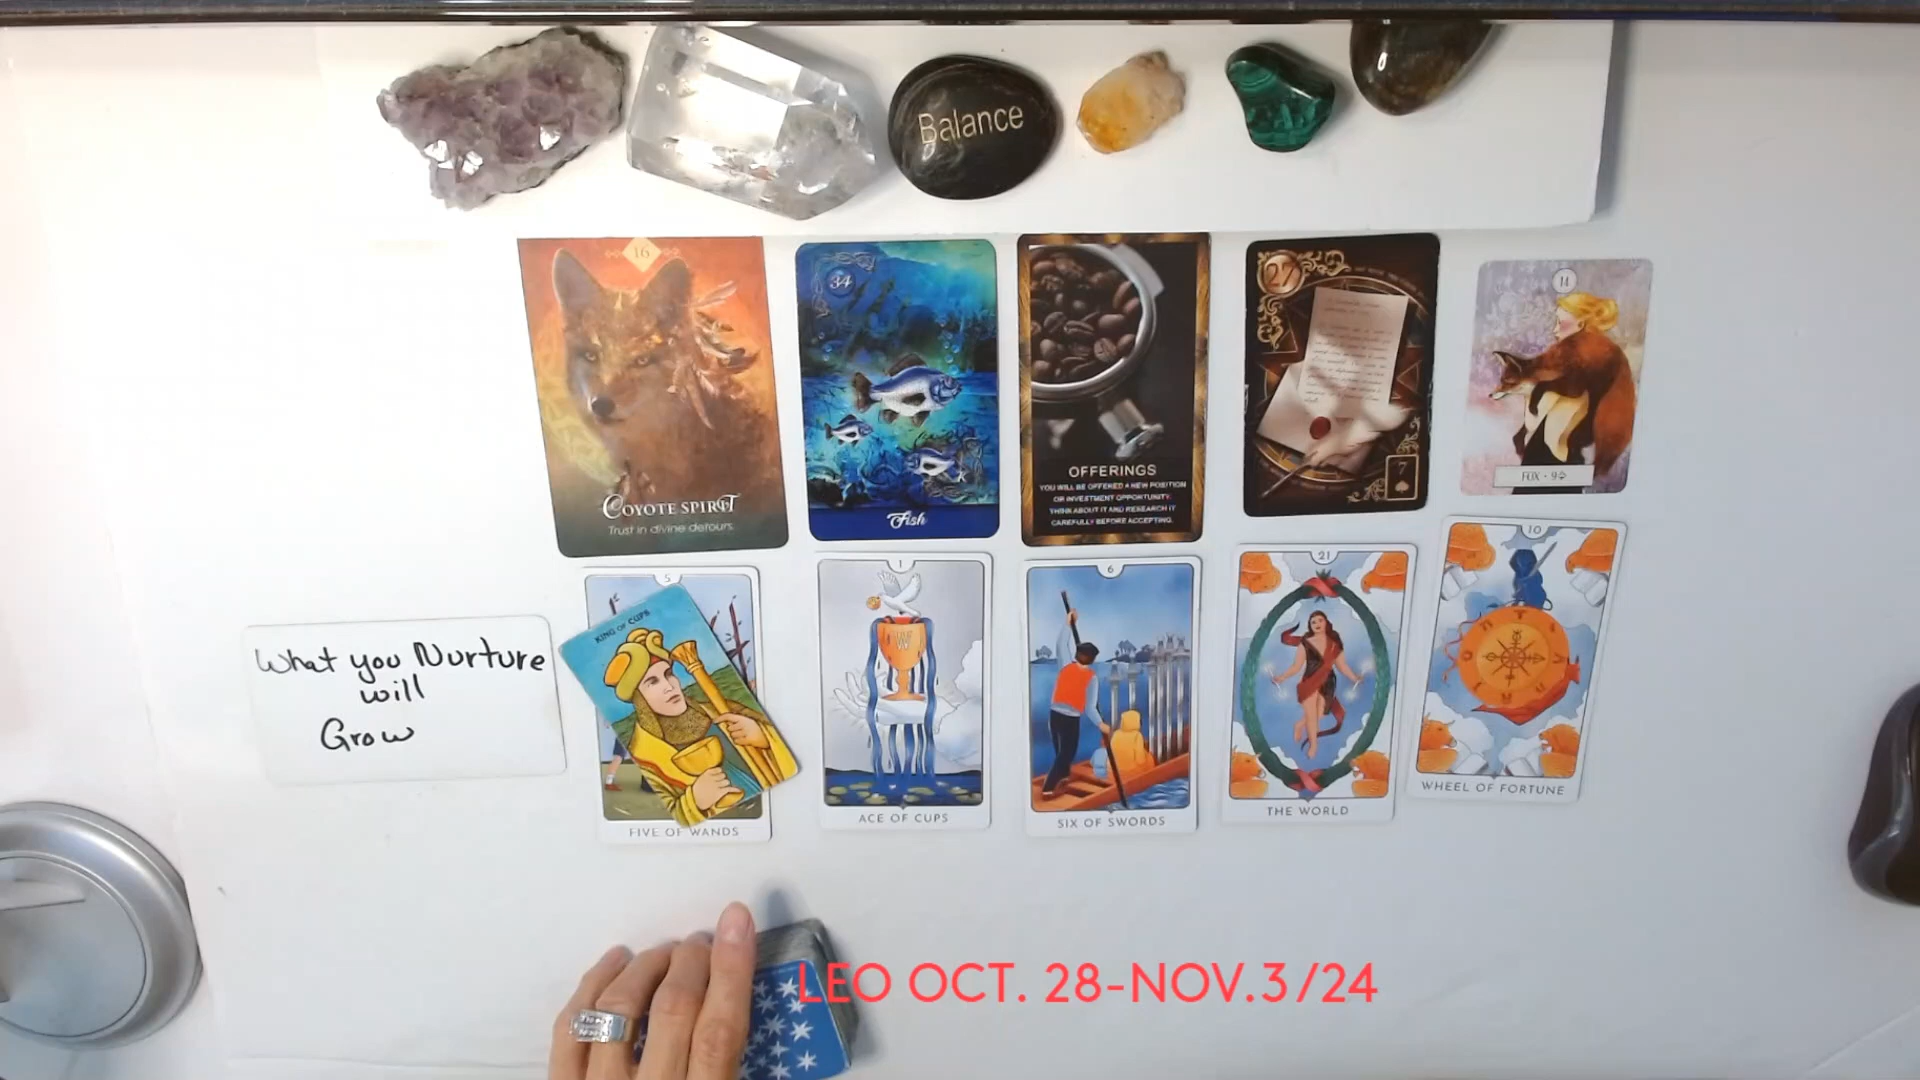 Balance
16
COYOTE SPIRIT
Trust in divine detours.
34
Fish
OFFERINGS
YOU WILL BE OFFERED A NEW POSITION
OR INVESTMENT OPPORTUNITY.
THINK ABOUT IT AND RESEARCH IT
CAREFULLY BEFORE ACCEPTING.
27
7
14
FOX - 9
What you Nurture
will
Grow
5
KING OF CUPS
FIVE OF WANDS
1
W
ACE OF CUPS
6
SIX OF SWORDS
21
THE WORLD
10
WHEEL OF FORTUNE
LEO OCT. 28-NOV.3/24